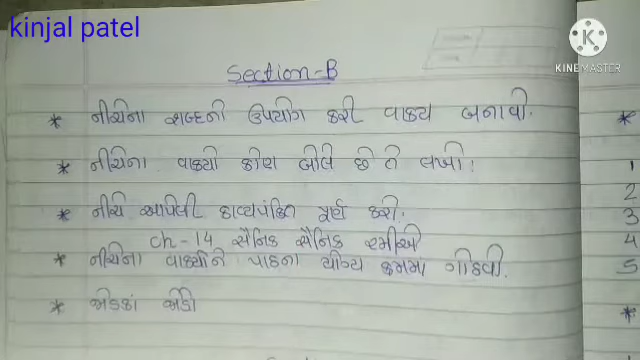 kinjal patel
KINEMASTER
Section-B
* નીચેના શબ્દનો ઉપયોગ કરી વાક્ય બનાવો.
* નીચેના વાક્યો કોણ બોલે છે તે લખો.
* નીચે આપેલી કાવ્યપંક્તિ પૂર્ણ કરો.
ch-14 સૈનિક સૈનિક રમીએ
* નીચેના વાક્યોને પાઠના યોગ્ય ક્રમમાં ગોઠવો.
* જોડકાં જોડો
*
1
2
3
4
5
*